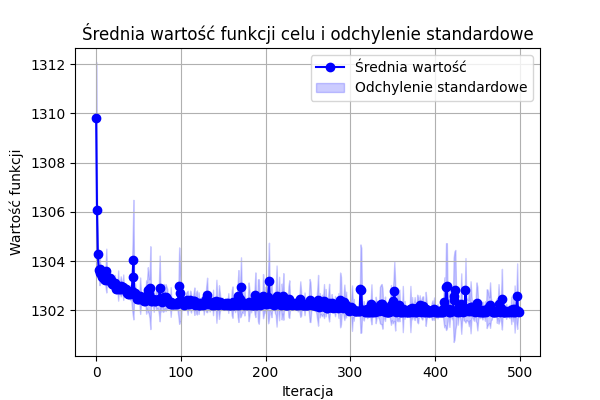 Średnia wartość funkcji celu i odchylenie standardowe
Średnia wartość
Odchylenie standardowe
Wartość funkcji
1312
1310
1308
1306
1304
1302
0 100 200 300 400 500
Iteracja